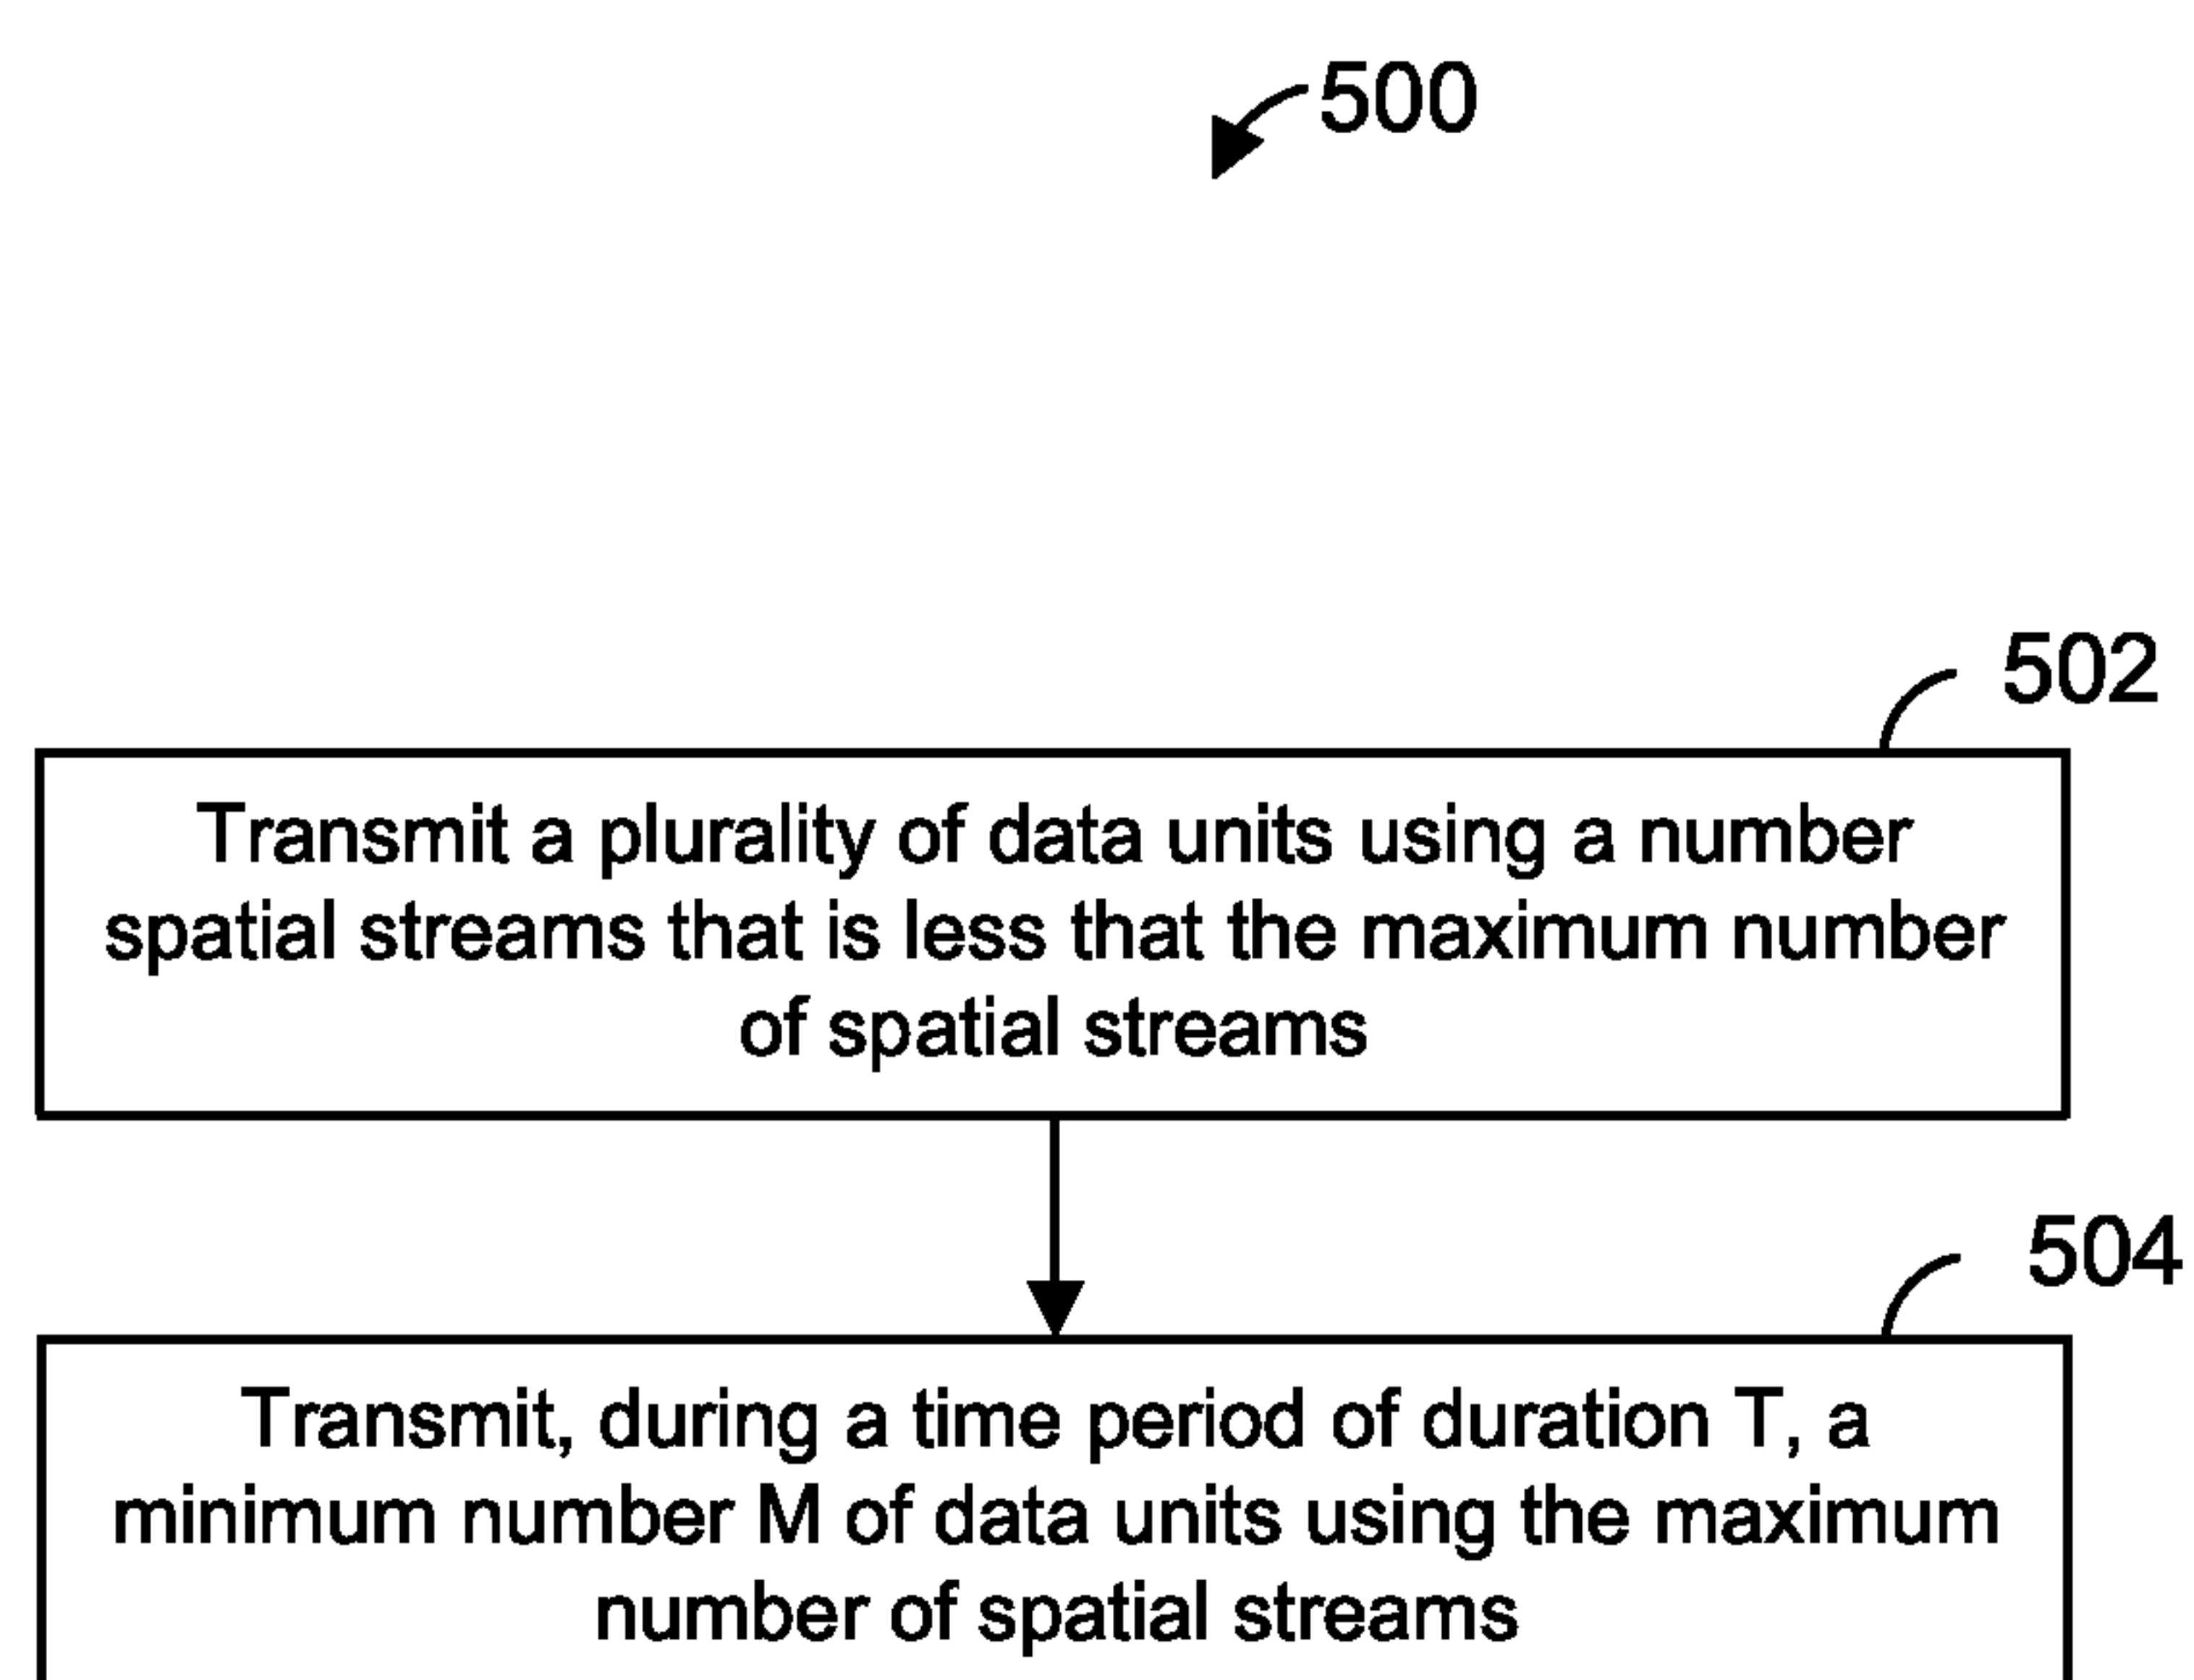 500
502
Transmit a plurality of data units using a number
spatial streams that is less that the maximum number
of spatial streams
504
Transmit, during a time period of duration T, a
minimum number M of data units using the maximum
number of spatial streams